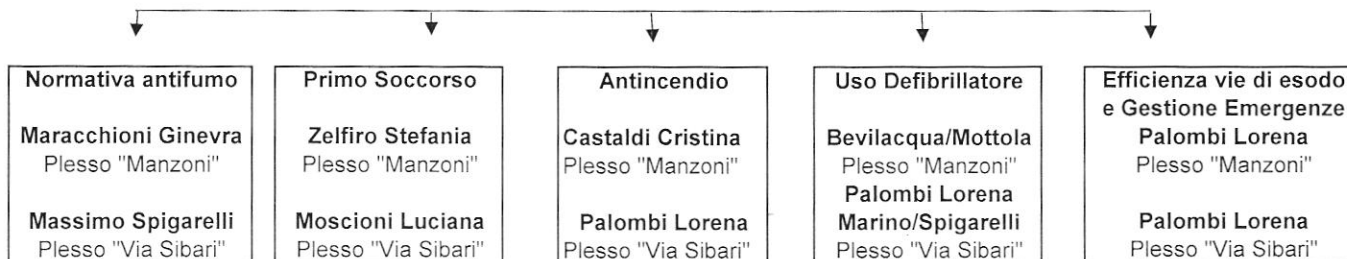 Normativa antifumo
Maracchioni Ginevra
Plesso "Manzoni"
Massimo Spigarelli
Plesso "Via Sibari"
Primo Soccorso
Zelfiro Stefania
Plesso "Manzoni"
Moscioni Luciana
Plesso "Via Sibari"
Antincendio
Castaldi Cristina
Plesso "Manzoni"
Palombi Lorena
Plesso "Via Sibari"
Uso Defibrillatore
Bevilacqua/Mottola
Plesso "Manzoni"
Palombi Lorena
Marino/Spigarelli
Plesso "Via Sibari"
Efficienza vie di esodo
e Gestione Emergenze
Palombi Lorena
Plesso "Manzoni"
Palombi Lorena
Plesso "Via Sibari"